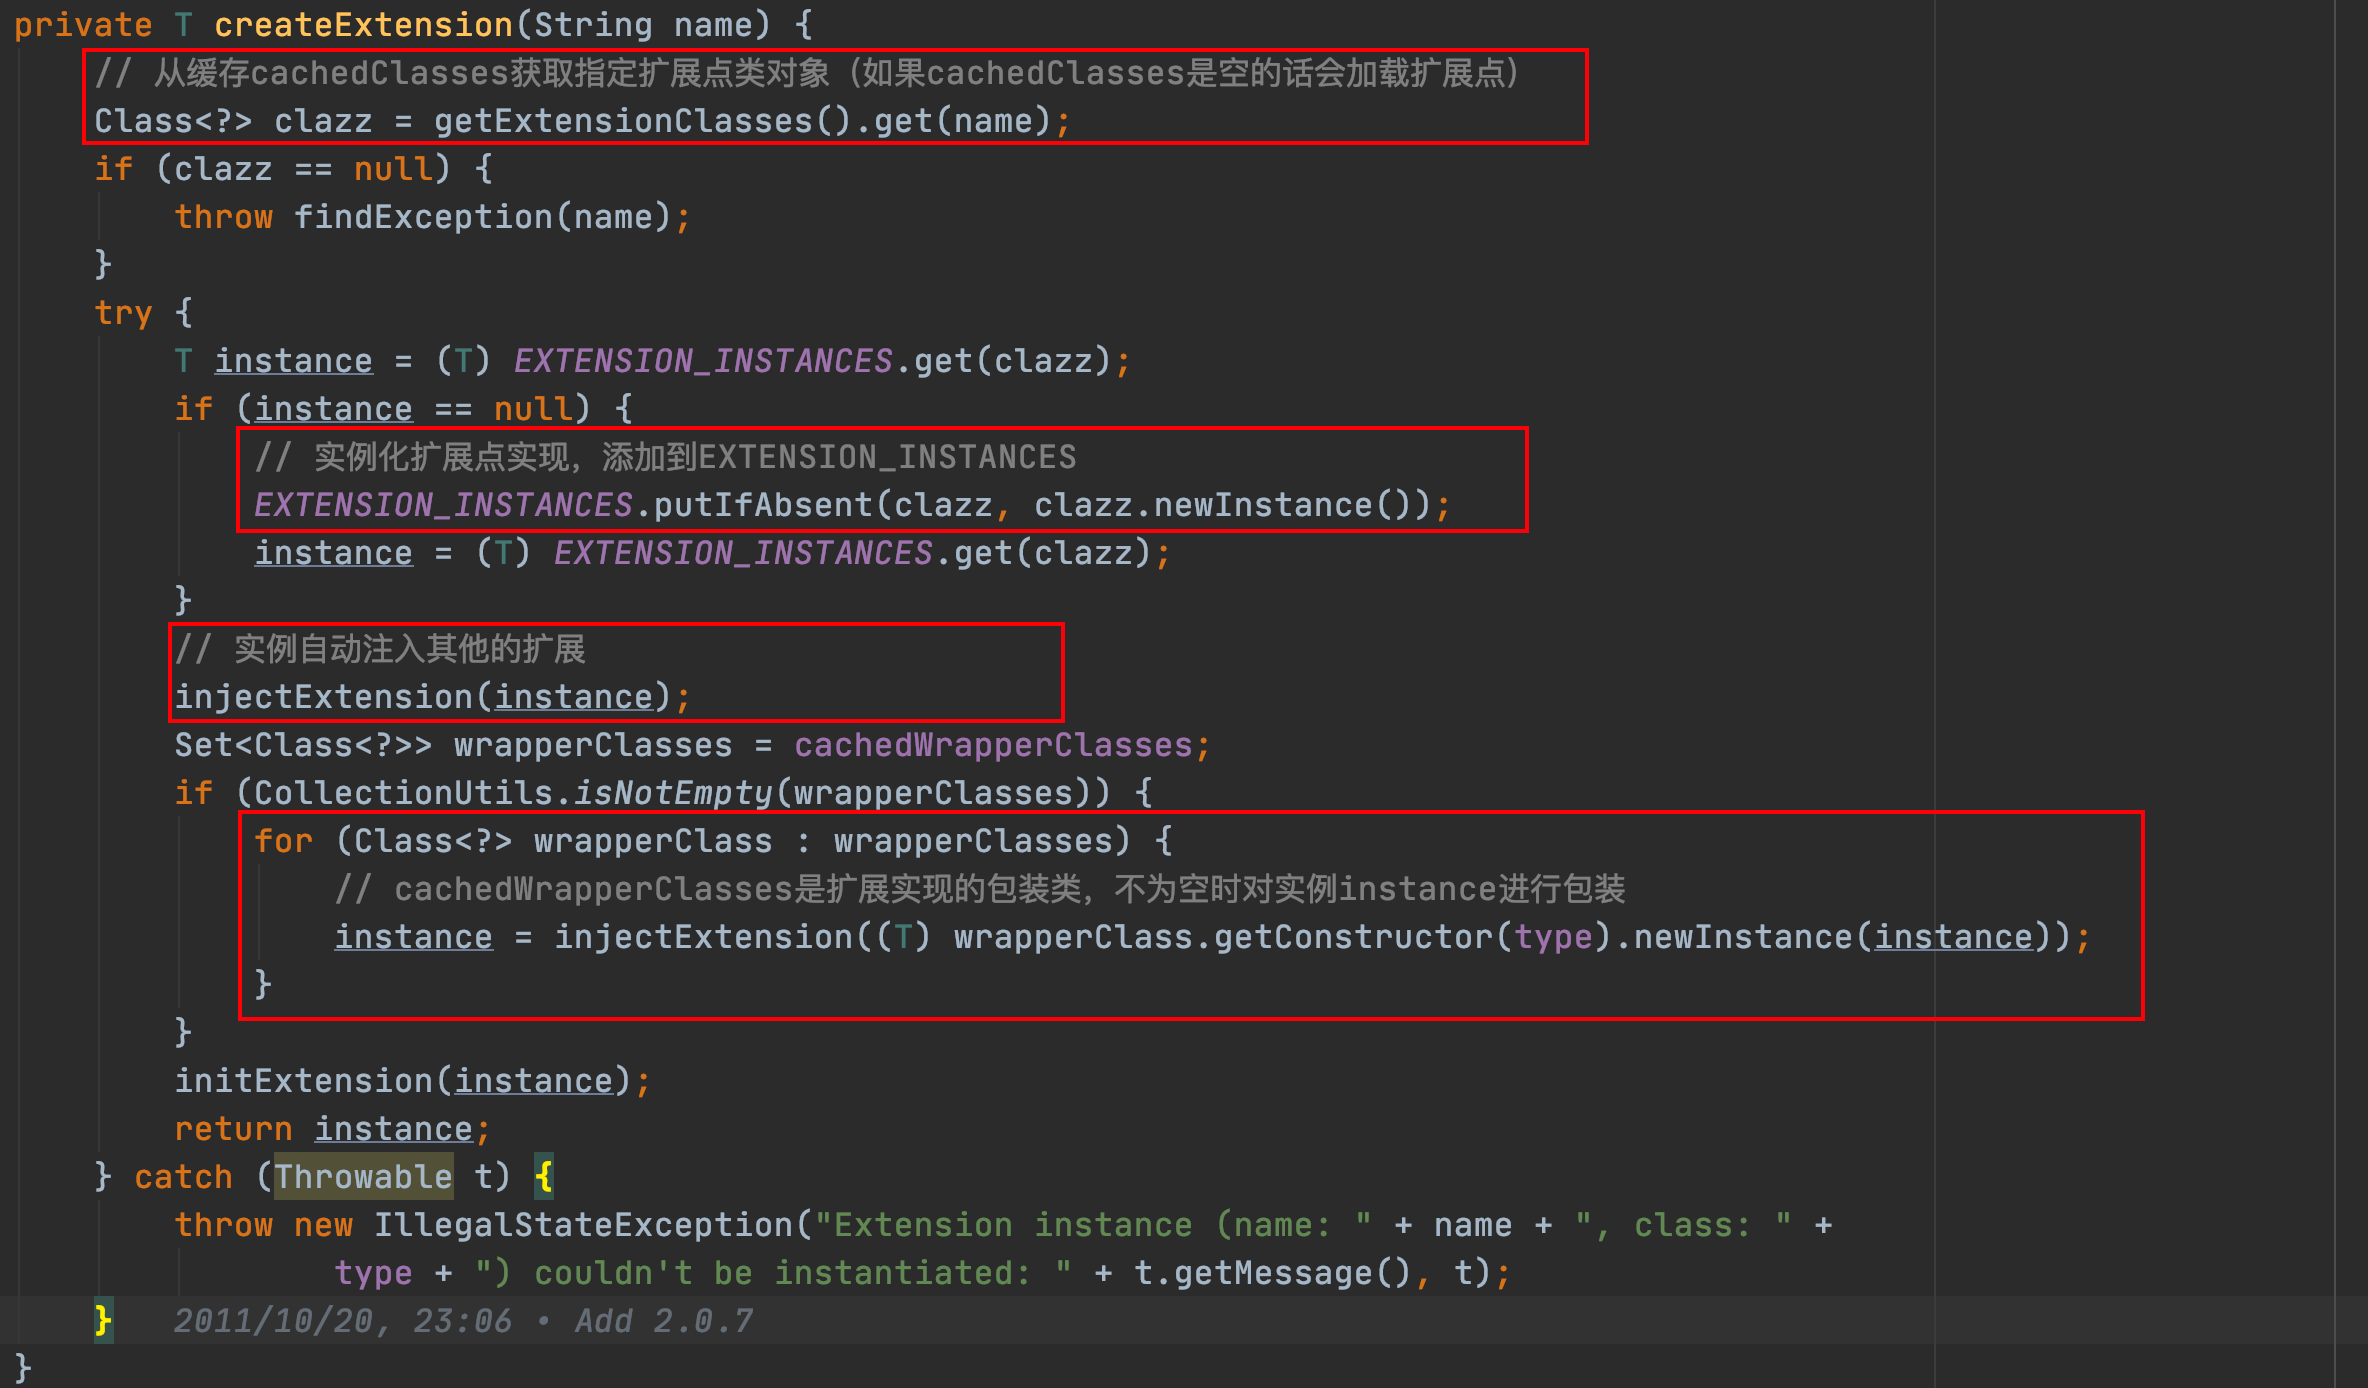 private T createExtension(String name) {
// 从缓存cachedClasses获取指定扩展点类对象（如果cachedClasses是空的话会加载扩展点）
Class<?> clazz = getExtensionClasses().get(name);
if (clazz == null) {
throw findException(name);
}
try {
T instance = (T) EXTENSION_INSTANCES.get(clazz);
if (instance == null) {
// 实例化扩展点实现，添加到EXTENSION_INSTANCES
EXTENSION_INSTANCES.putIfAbsent(clazz, clazz.newInstance());
instance = (T) EXTENSION_INSTANCES.get(clazz);
}
// 实例自动注入其他的扩展
injectExtension(instance);
Set<Class<?>> wrapperClasses = cachedWrapperClasses;
if (CollectionUtils.isNotEmpty(wrapperClasses)) {
for (Class<?> wrapperClass : wrapperClasses) {
// cachedWrapperClasses是扩展实现的包装类，不为空时对实例instance进行包装
instance = injectExtension((T) wrapperClass.getConstructor(type).newInstance(instance));
}
}
initExtension(instance);
return instance;
} catch (Throwable t) {
throw new IllegalStateException("Extension instance (name: " + name + ", class: " +
type + ") couldn't be instantiated: " + t.getMessage(), t);
} 2011/10/20, 23:06 • Add 2.0.7
}